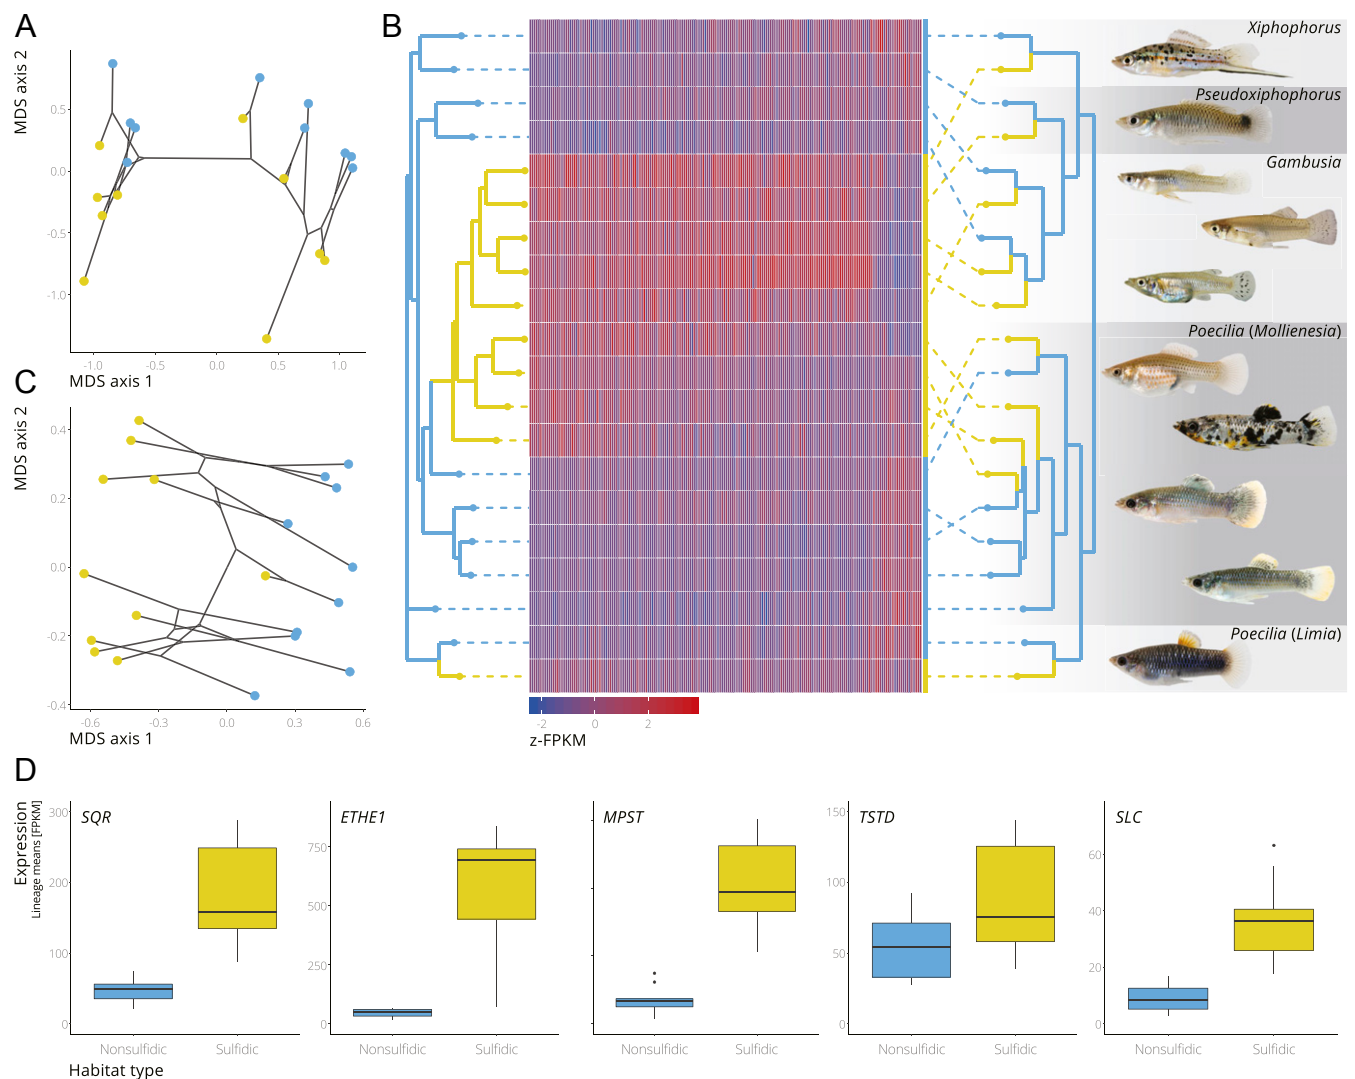 A
MDS axis 2
0.5
0.0
-0.5
-1.0
-1.0 -0.5 0.0 0.5 1.0
MDS axis 1
B
Xiphophorus
Pseudoxiphophorus
Gambusia
Poecilia (Mollienesia)
Poecilia (Limia)
-2 0 2
z-FPKM
C
MDS axis 2
0.4
0.2
0.0
-0.2
-0.4
-0.6 -0.3 0.0 0.3 0.6
MDS axis 1
D
Expression
Lineage means [FPKM]
SQR
300
200
100
0
Nonsulfidic Sulfidic
ETHE1
750
500
250
0
Nonsulfidic Sulfidic
MPST
Nonsulfidic Sulfidic
TSTD
150
100
50
0
Nonsulfidic Sulfidic
SLC
60
40
20
0
Nonsulfidic Sulfidic
Habitat type